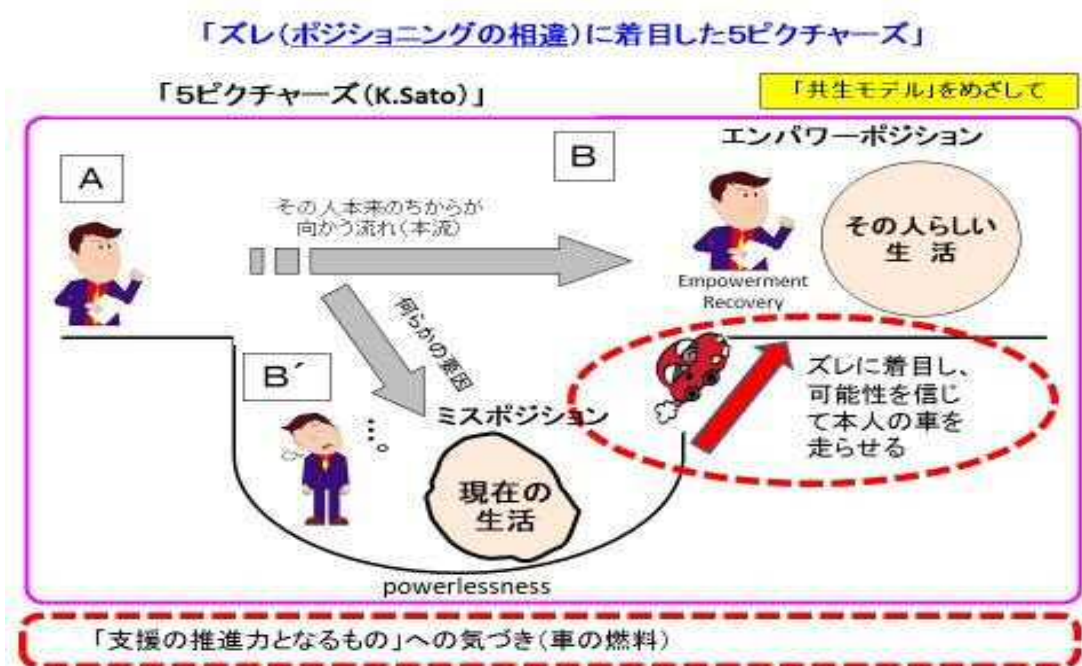 「ズレ(ポジショニングの相違)に着目した5ピクチャーズ」
「5ピクチャーズ(K.Sato)」
「共生モデル」をめざして
A
その人本来のちからが
向かう流れ(本流)
B
エンパワーポジション
その人らしい
生 活
Empowerment
Recovery
何らかの要因
B´
…。
ミスポジション
現在の
生活
powerlessness
ズレに着目し、
可能性を信じ
て本人の車を
走らせる
「支援の推進力となるもの」への気づき(車の燃料)